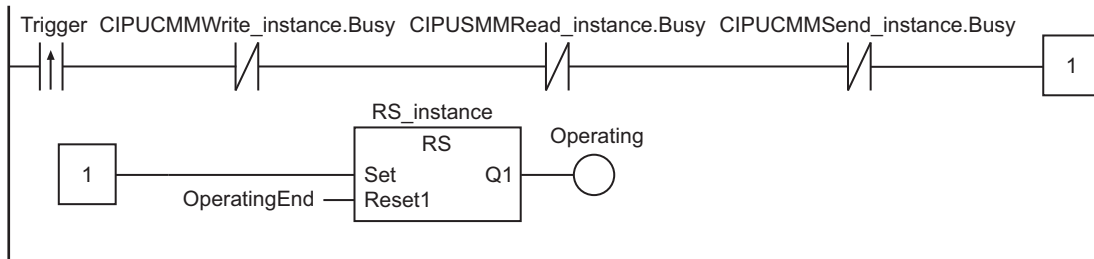 Trigger CIPUCMMWrite_instance.Busy CIPUSMMRead_instance.Busy CIPUCMMSend_instance.Busy
1
RS_instance
RS
Operating
1
Set Q1
OperatingEnd Reset1